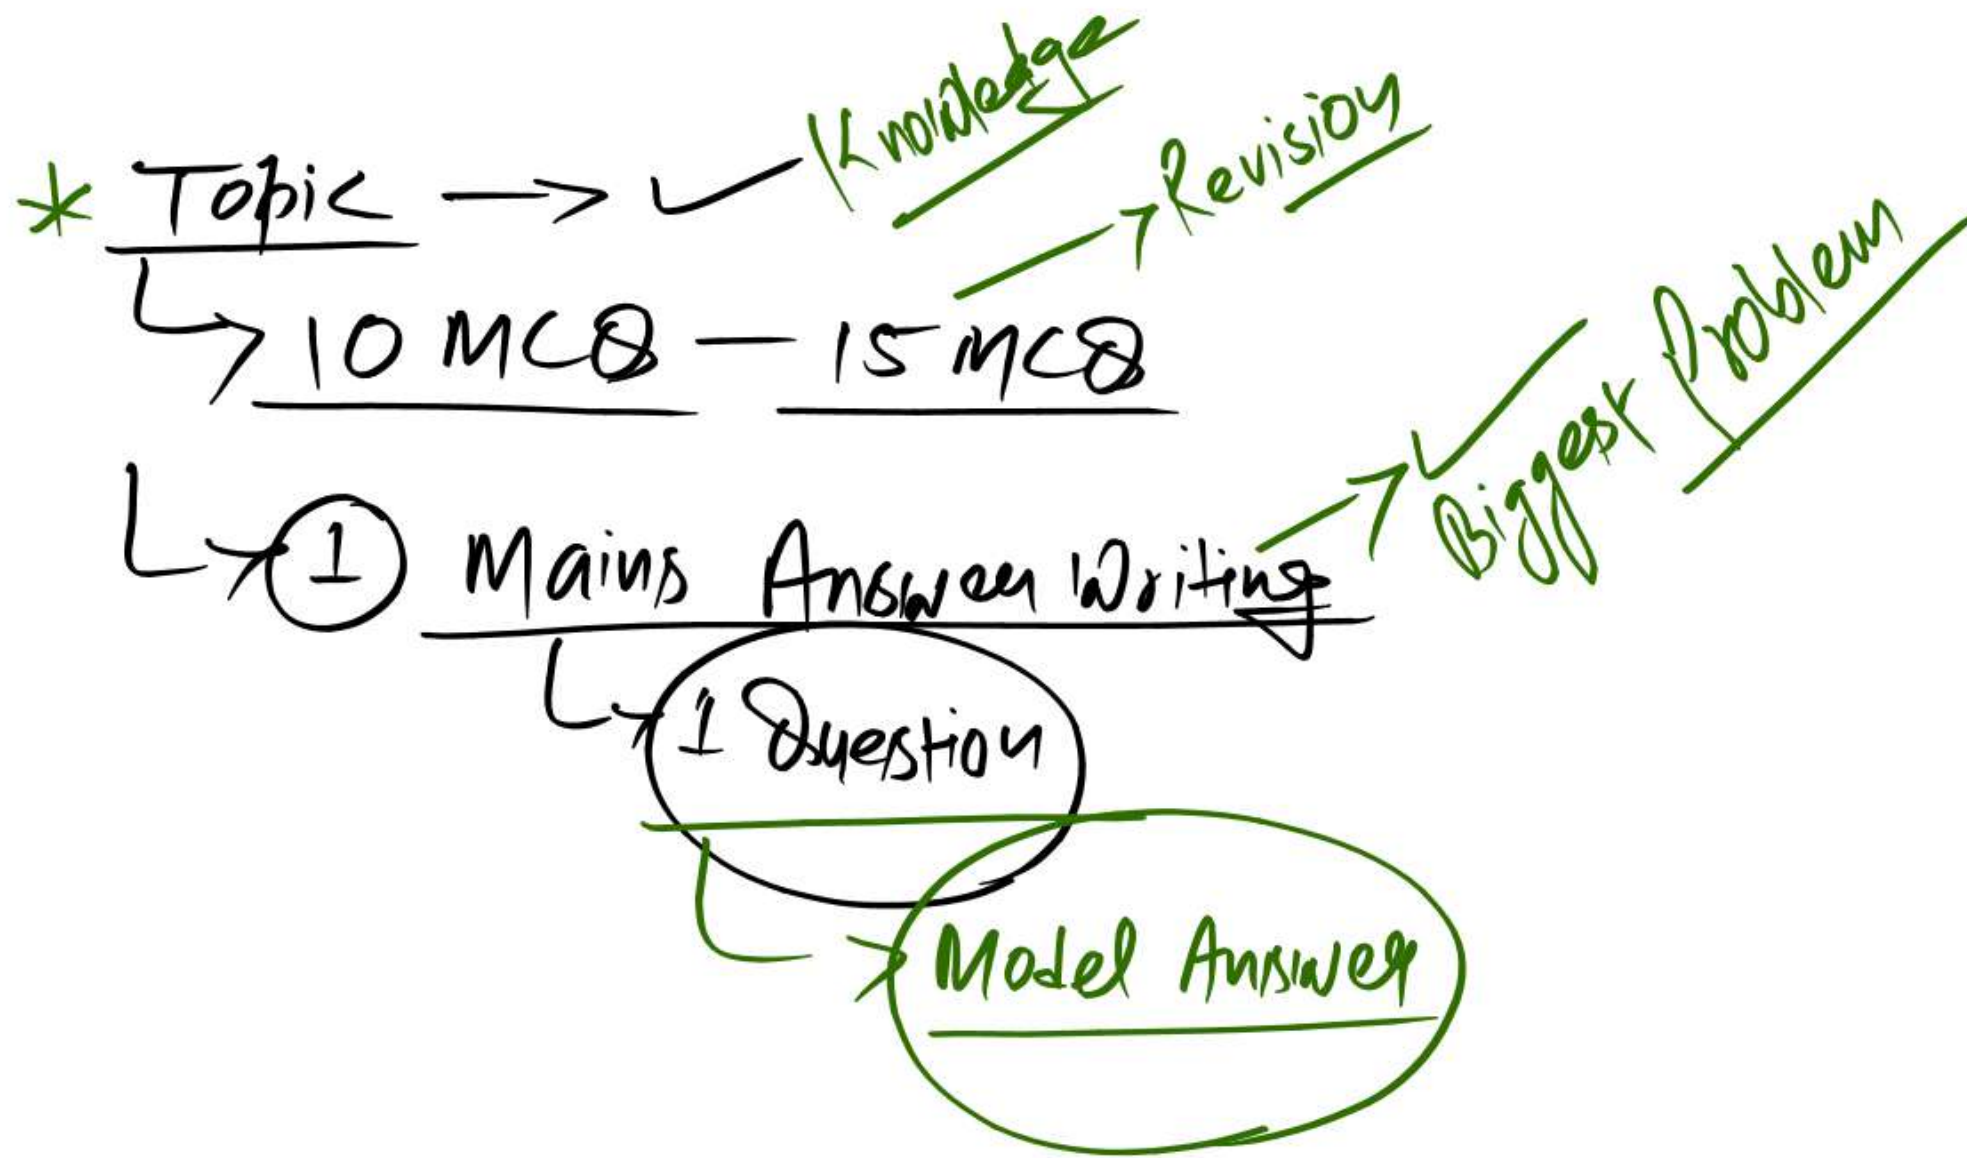 * Topic → ✓ Knowledge
→ 10 MCQ — 15 MCQ → Revision
→ 1 Mains Answer Writing → ✓ Biggest Problem
→ 1 Question
→ Model Answer